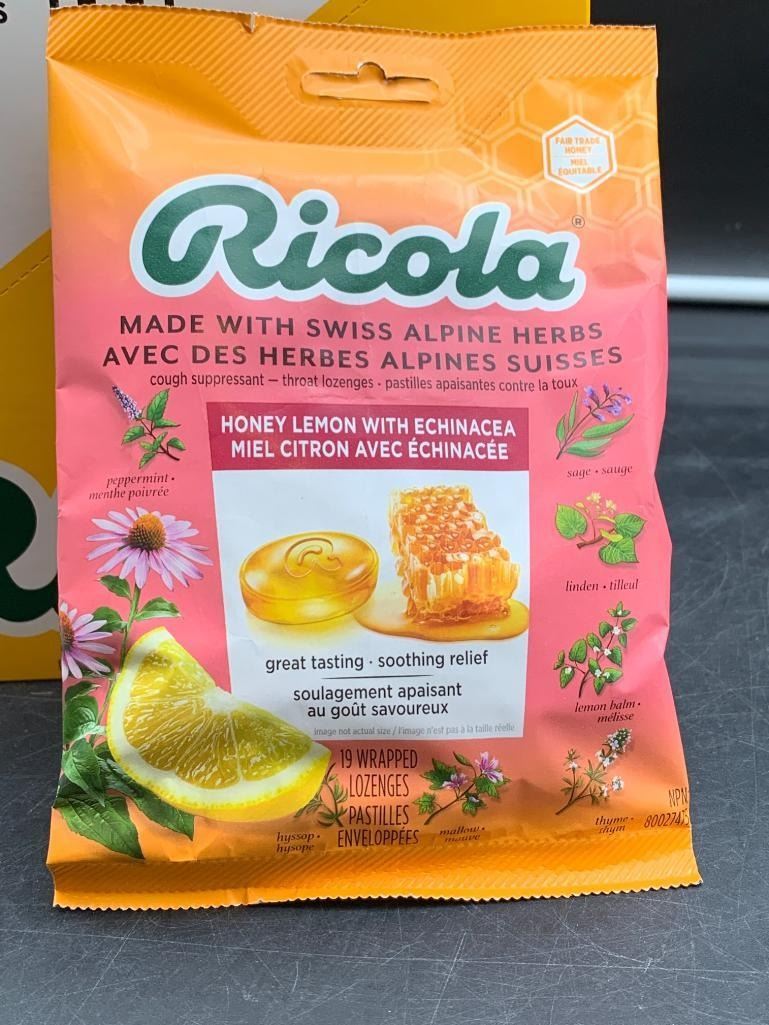 FAIR TRADE
HONEY
MIEL
ÉQUITABLE
Ricola®
MADE WITH SWISS ALPINE HERBS
AVEC DES HERBES ALPINES SUISSES
cough suppressant — throat lozenges • pastilles apaisantes contre la toux
HONEY LEMON WITH ECHINACEA
MIEL CITRON AVEC ÉCHINACÉE
peppermint •
menthe poivrée
sage • sauge
linden • tilleul
great tasting · soothing relief
soulagement apaisant
au goût savoureux
image not actual size / l'image n'est pas à la taille réelle
lemon balm •
mélisse
19 WRAPPED
LOZENGES
PASTILLES
ENVELOPPÉES
hyssop •
hysope
mallow •
mauve
thyme •
thym
NPN
80027475